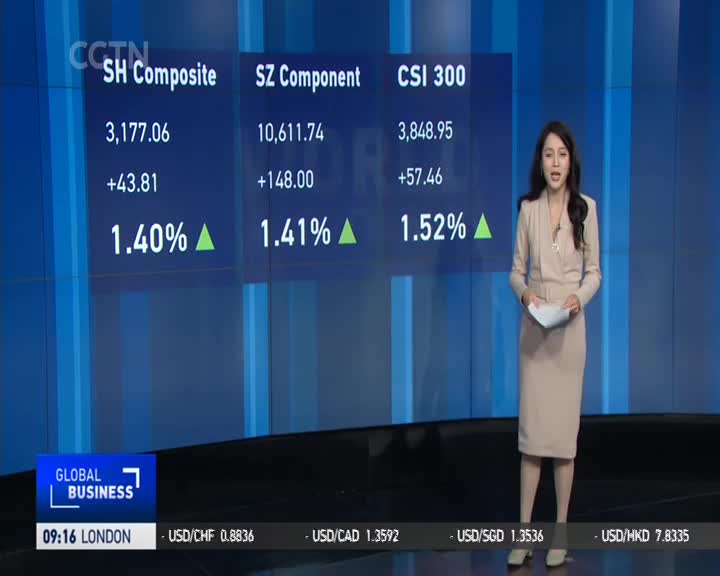 CGTN
SH Composite
3,177.06
+43.81
1.40%
SZ Component
10,611.74
+148.00
1.41%
CSI 300
3,848.95
+57.46
1.52%
GLOBAL
BUSINESS
09:16 LONDON
- USD/CHF 0.8836 - USD/CAD 1.3592 - USD/SGD 1.3536 - USD/HKD 7.8335